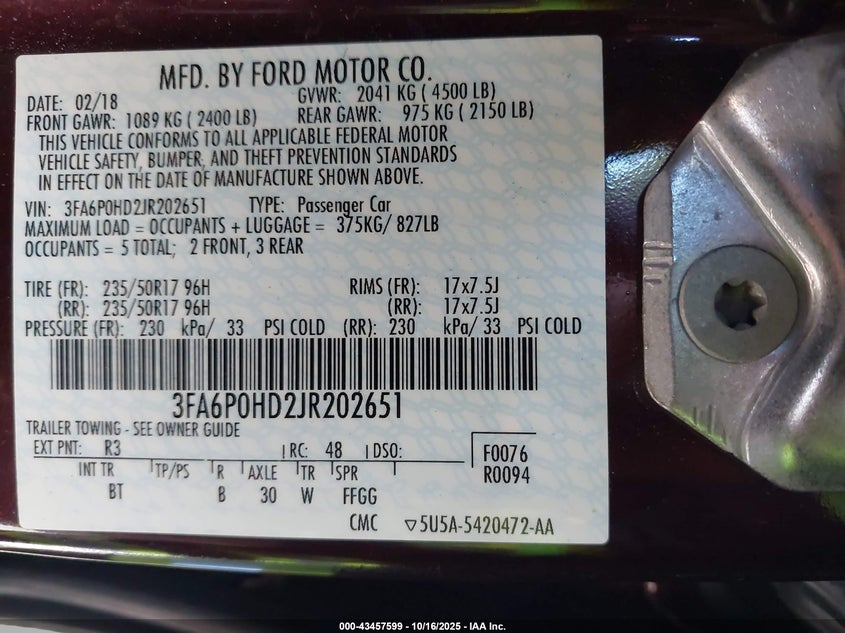 MFD. BY FORD MOTOR CO.
DATE: 02/18 GVWR: 2041 KG ( 4500 LB)
FRONT GAWR: 1089 KG ( 2400 LB) REAR GAWR: 975 KG ( 2150 LB)
THIS VEHICLE CONFORMS TO ALL APPLICABLE FEDERAL MOTOR
VEHICLE SAFETY, BUMPER, AND THEFT PREVENTION STANDARDS
IN EFFECT ON THE DATE OF MANUFACTURE SHOWN ABOVE.
VIN: 3FA6P0HD2JR202651 TYPE: Passenger Car
MAXIMUM LOAD = OCCUPANTS + LUGGAGE = 375KG/ 827LB
OCCUPANTS = 5 TOTAL; 2 FRONT, 3 REAR
TIRE (FR): 235/50R17 96H RIMS (FR): 17x7.5J
(RR): 235/50R17 96H (RR): 17x7.5J
PRESSURE (FR): 230 kPa/ 33 PSI COLD (RR): 230 kPa/ 33 PSI COLD
3FA6P0HD2JR202651
TRAILER TOWING - SEE OWNER GUIDE
EXT PNT: R3 RC: 48 DSO: F0076
R0094
INT TR TP/PS R AXLE TR SPR
BT B 30 W FFGG
CMC ▽5U5A-5420472-AA
000-43457599 - 10/16/2025 - IAA Inc.